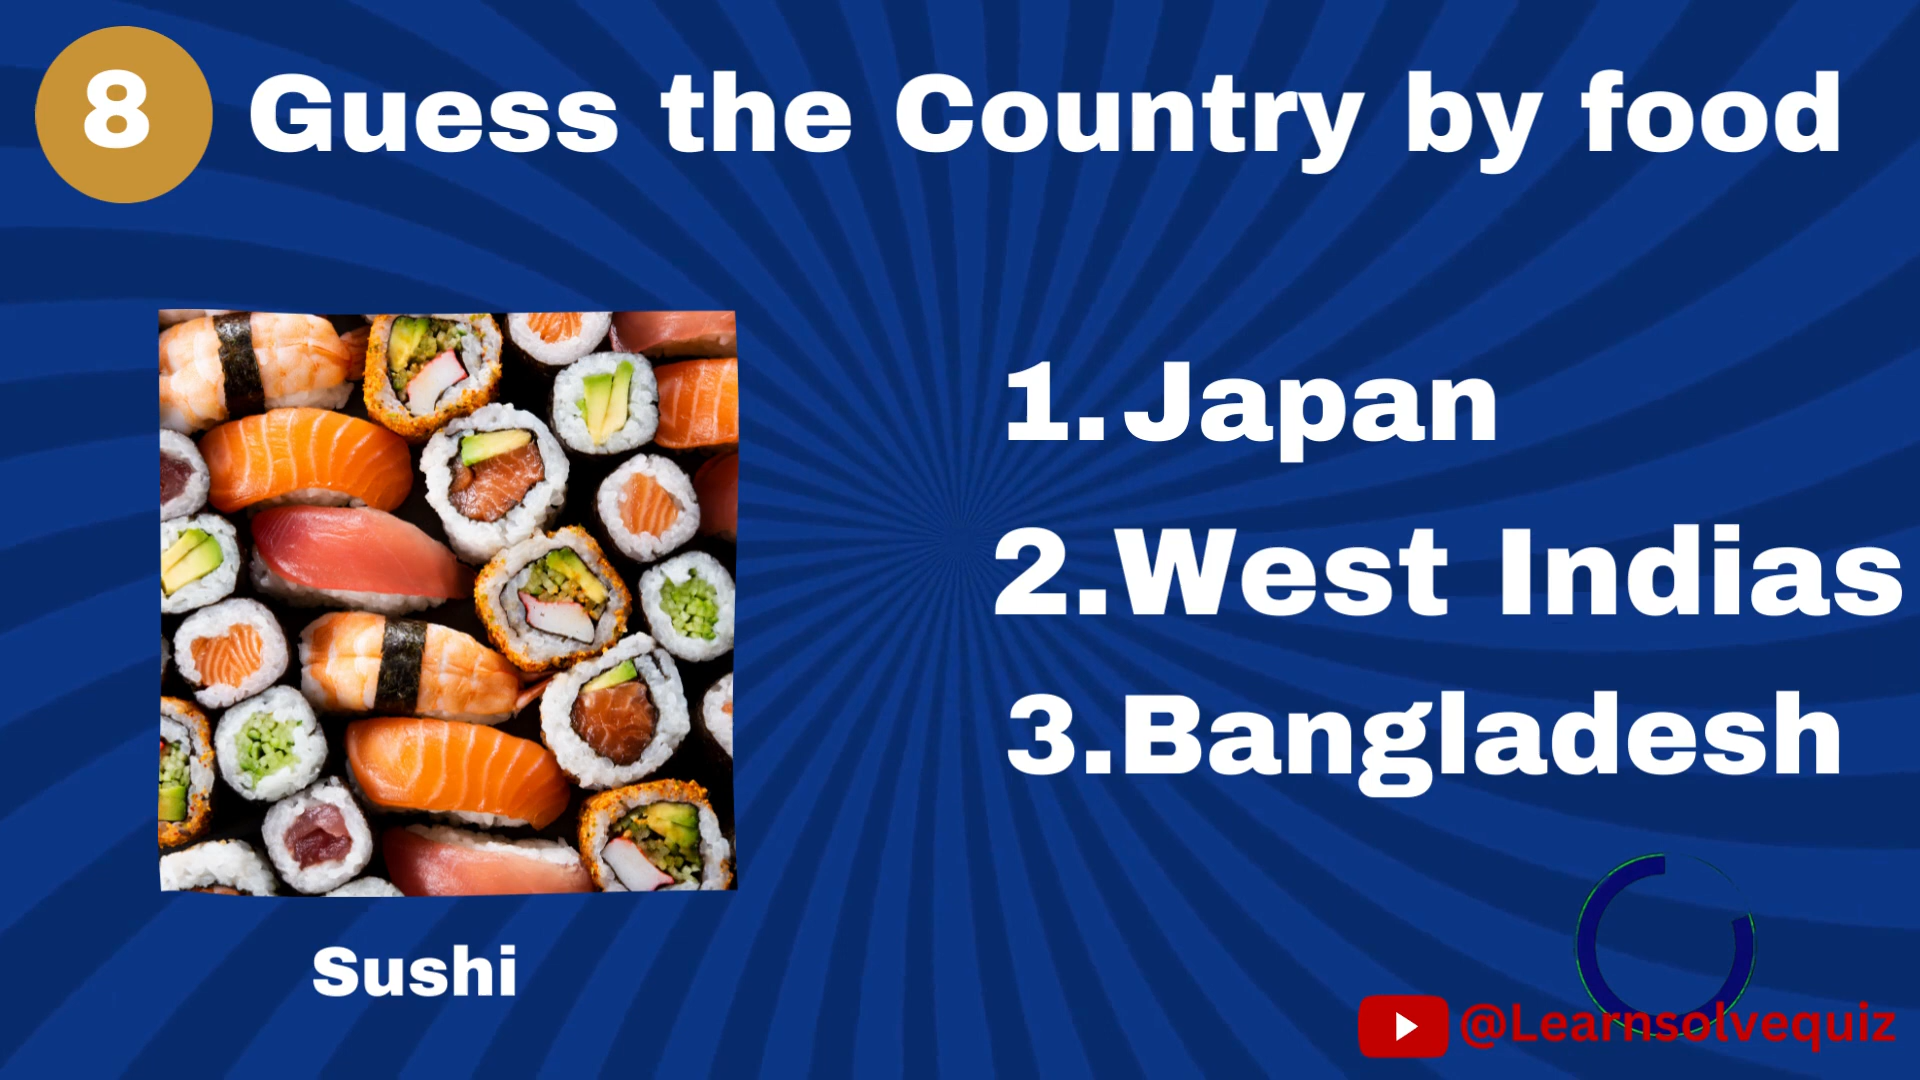 8
Guess the Country by food
1. Japan
2.West Indias
3.Bangladesh
Sushi
@Learnsolvequiz